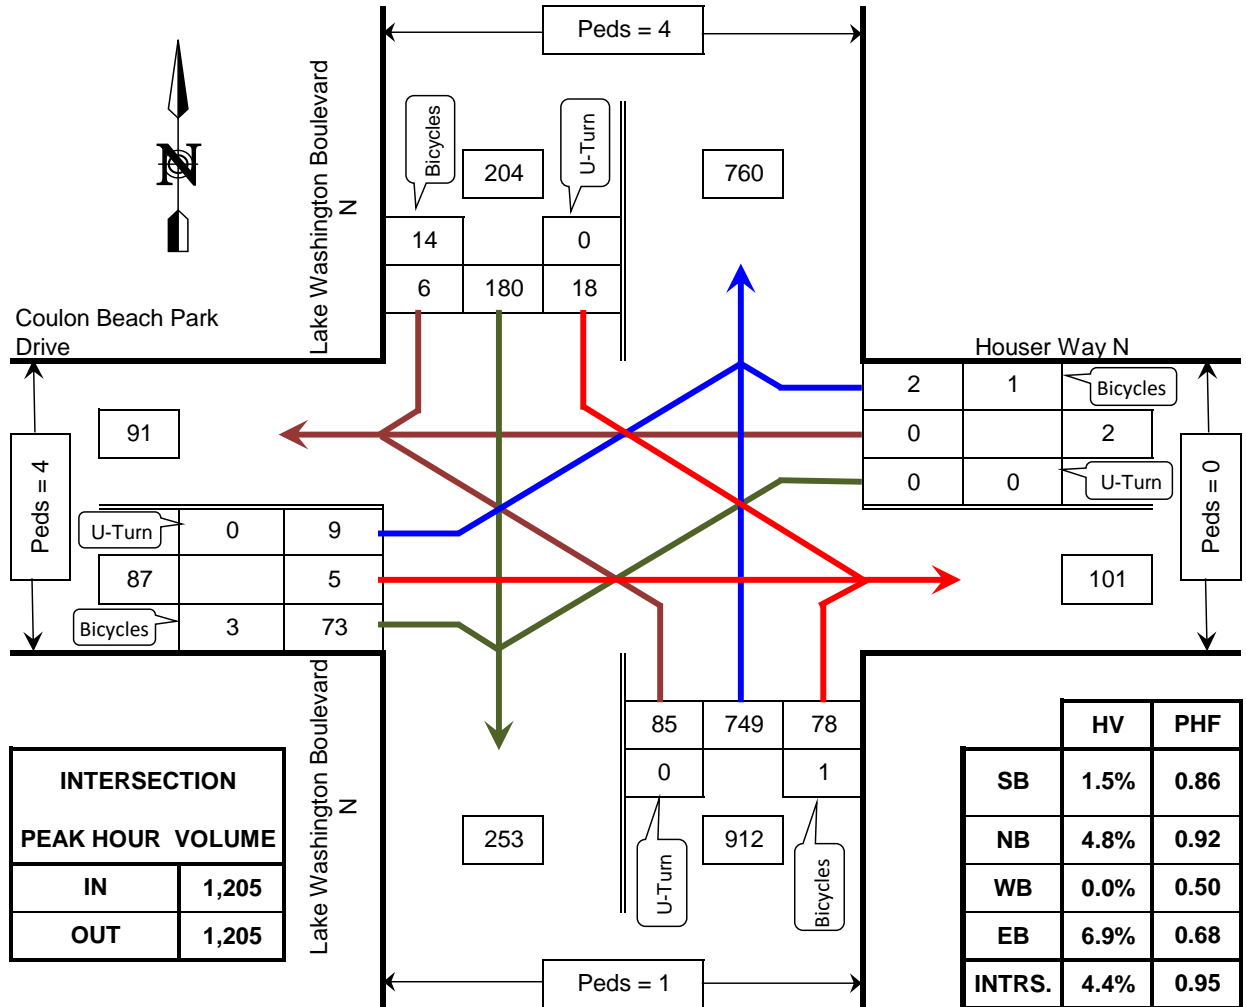 Peds = 4
N
Lake Washington Boulevard
N
Bicycles
204
U-Turn
760
14
0
6 180 18
Coulon Beach Park
Drive
Houser Way N
2 1 Bicycles
0 2
0 0 U-Turn
91
Peds = 4
Peds = 0
U-Turn 0 9
87 5
Bicycles 3 73
101
Lake Washington Boulevard
N
85 749 78
0 1
253
U-Turn
912
Bicycles
INTERSECTION
PEAK HOUR VOLUME
IN 1,205
OUT 1,205
HV PHF
SB 1.5% 0.86
NB 4.8% 0.92
WB 0.0% 0.50
EB 6.9% 0.68
INTRS. 4.4% 0.95
Peds = 1